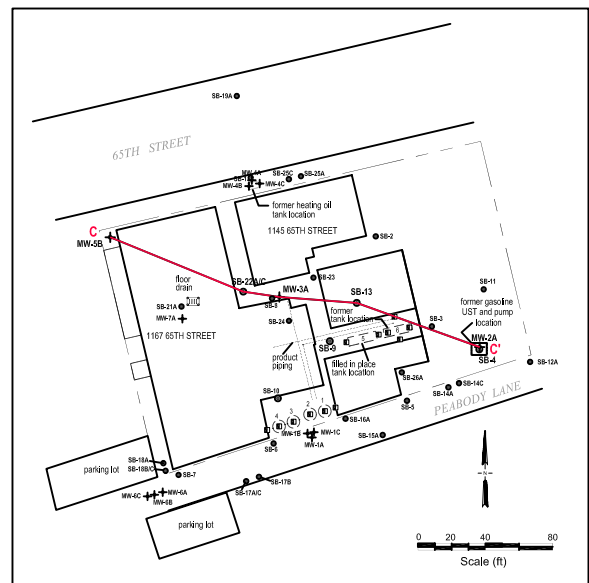 SB-19A
65TH STREET
MW-4A
SB-25C
SB-25A
MW-4B
MW-4C
former heating oil
tank location
1145 65TH STREET
SB-2
C
MW-5B
SB-23
SB-22A/C
MW-3A
SB-8
SB-13
SB-11
floor
drain
SB-21A
MW-7A
SB-24
former
tank location
former gasoline
UST and pump
location
SB-3
1167 65TH STREET
product
piping
SB-9
5
6
filled in place
tank location
MW-2A
C'
SB-4
SB-12A
SB-26A
SB-14C
SB-14A
SB-10
SB-5
PEABODY LANE
4
3
2
1
SB-16A
MW-1B
MW-1C
MW-1A
SB-15A
SB-6
SB-18A
SB-18B/C
SB-7
parking lot
SB-17B
SB-17A/C
MW-6C
MW-6A
MW-6B
parking lot
N
0
40
80
Scale (ft)